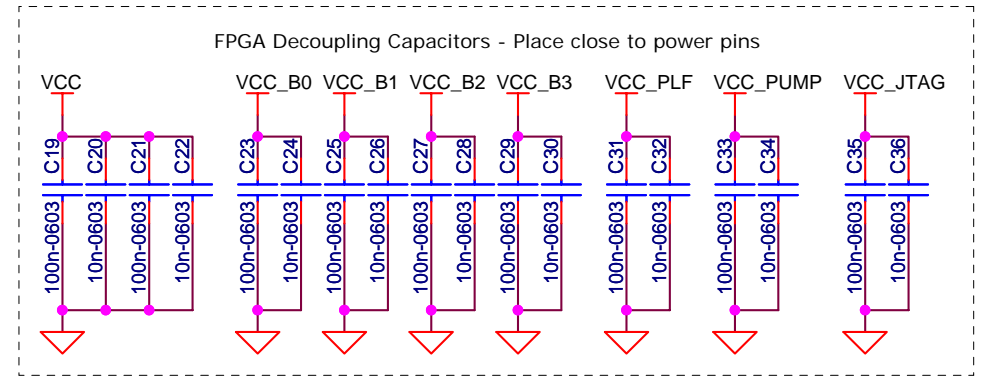 FPGA Decoupling Capacitors - Place close to power pins
VCC
VCC_B0
VCC_B1
VCC_B2
VCC_B3
VCC_PLF
VCC_PUMP
VCC_JTAG
C19
C20
C21
C22
C23
C24
C25
C26
C27
C28
C29
C30
C31
C32
C33
C34
C35
C36
100n-0603
10n-0603
100n-0603
10n-0603
100n-0603
10n-0603
100n-0603
10n-0603
100n-0603
10n-0603
100n-0603
10n-0603
100n-0603
10n-0603
100n-0603
10n-0603
100n-0603
10n-0603